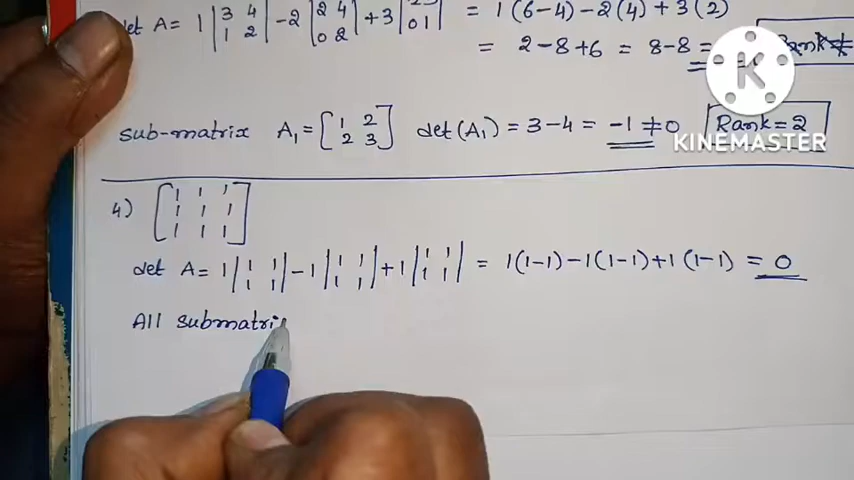 det A = 1 |3 4 1 2| - 2 |2 4 0 2| + 3 | 0 1| = 1(6-4) - 2(4) + 3(2)
= 2-8+6 = 8-8 =
K
KINEMASTER
sub-matrix A₁ = [1 2 2 3] det(A₁) = 3-4 = -1 ≠ 0 Rank = 2
4) [1 1 1 1 1 1 1 1 1]
det A = 1 |1 1 1 1| - 1 |1 1 1 1| + 1 |1 1 1 1| = 1(1-1) - 1(1-1) + 1(1-1) = 0
All submatri